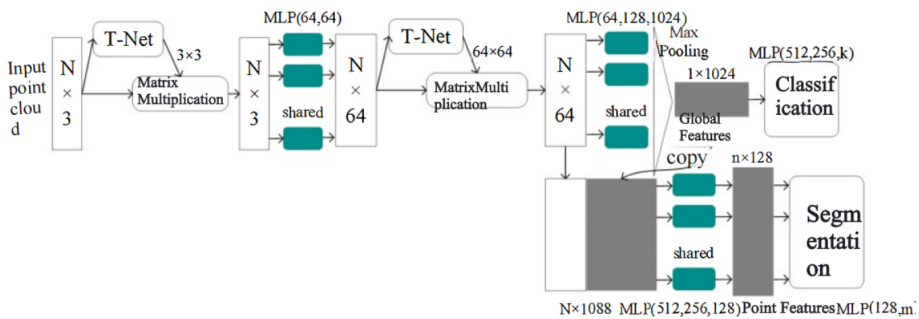 Input
point
clou
d
N
×
3
T-Net
3×3
Matrix
Multiplication
N
×
3
MLP(64,64)
shared
N
×
64
T-Net
64×64
MatrixMulti
plication
N
×
64
MLP(64,128,1024)
shared
Max
Pooling
1×1024
Global
Features
copy
MLP(512,256,k)
Classif
ication
n×128
shared
Segm
entati
on
N×1088 MLP(512,256,128) Point Features MLP(128,m